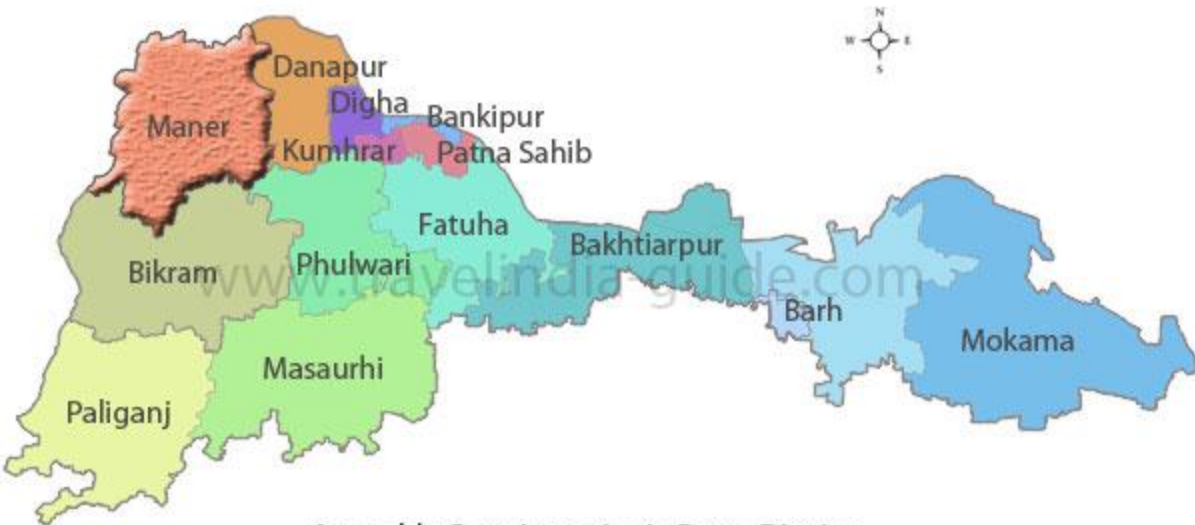 N
W E
S
Danapur
Digha
Maner
Bankipur
Kumhrar
Patna Sahib
Fatuha
Bakhtiarpur
Bikram
Phulwari
www.travelindia-guide.com
Barh
Mokama
Masaurhi
Paliganj